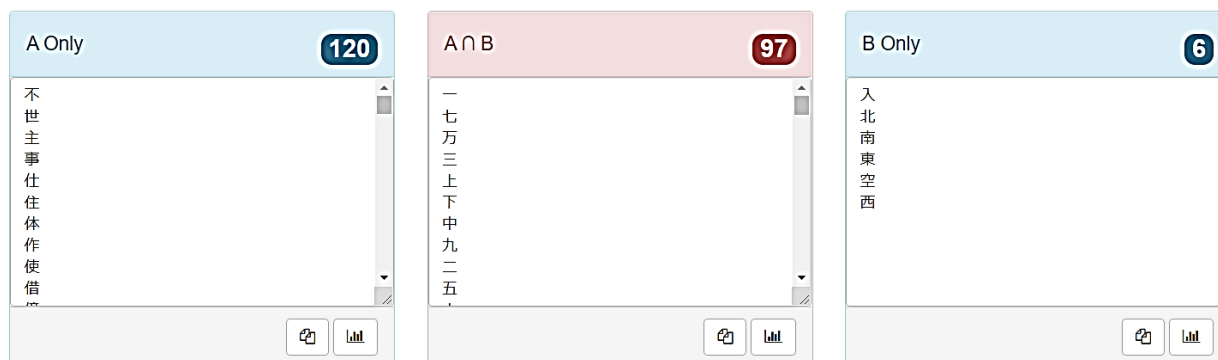 A Only 120
不
世
主
事
仕
住
体
作
使
借
A ∩ B 97
一
七
万
三
上
下
中
九
二
五
B Only 6
入
北
南
東
空
西